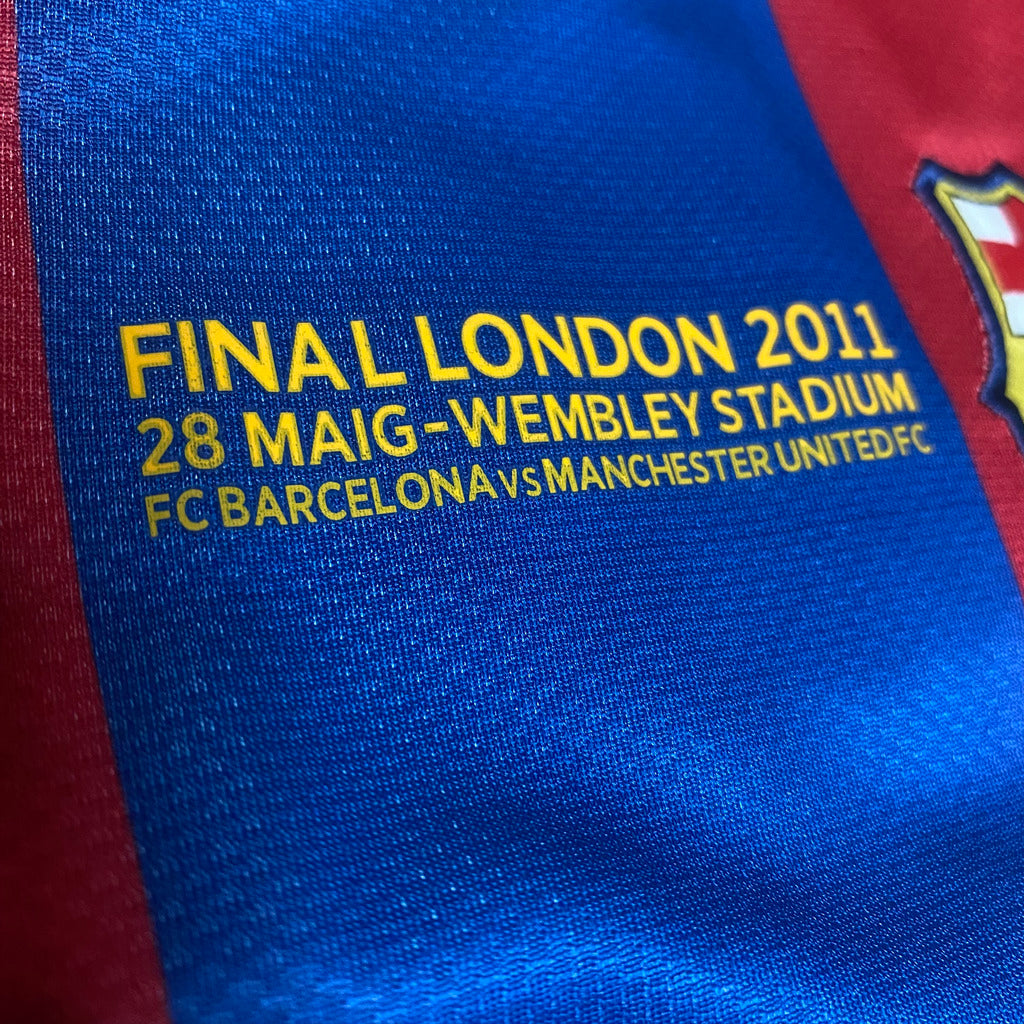 FINAL LONDON 2011
28 MAIG-WEMBLEY STADIUM
FC BARCELONA VS MANCHESTER UNITED FC